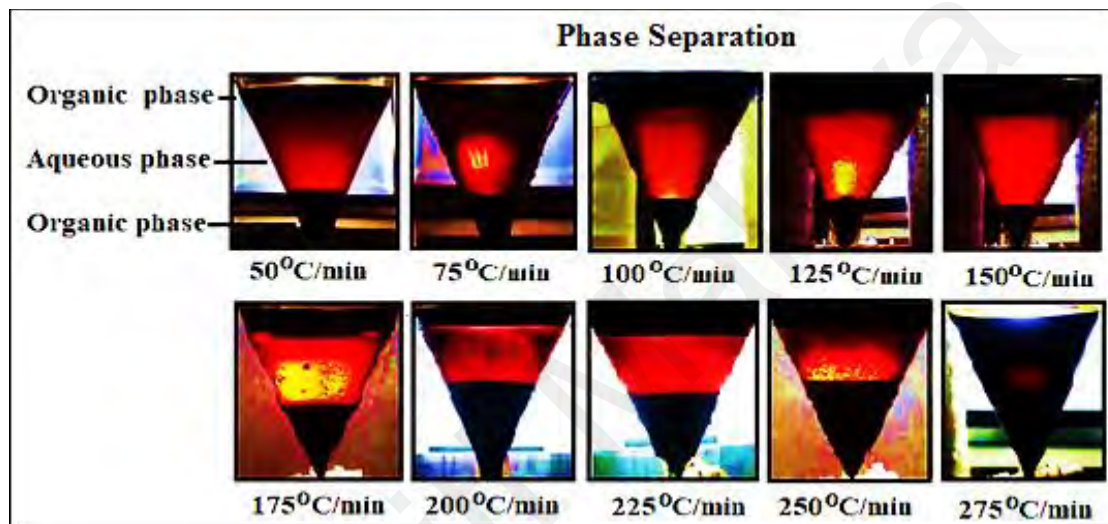 Phase Separation
Organic phase
Aqueous phase
Organic phase
50°C/min 75°C/min 100°C/min 125°C/min 150°C/min
175°C/min 200°C/min 225°C/min 250°C/min 275°C/min